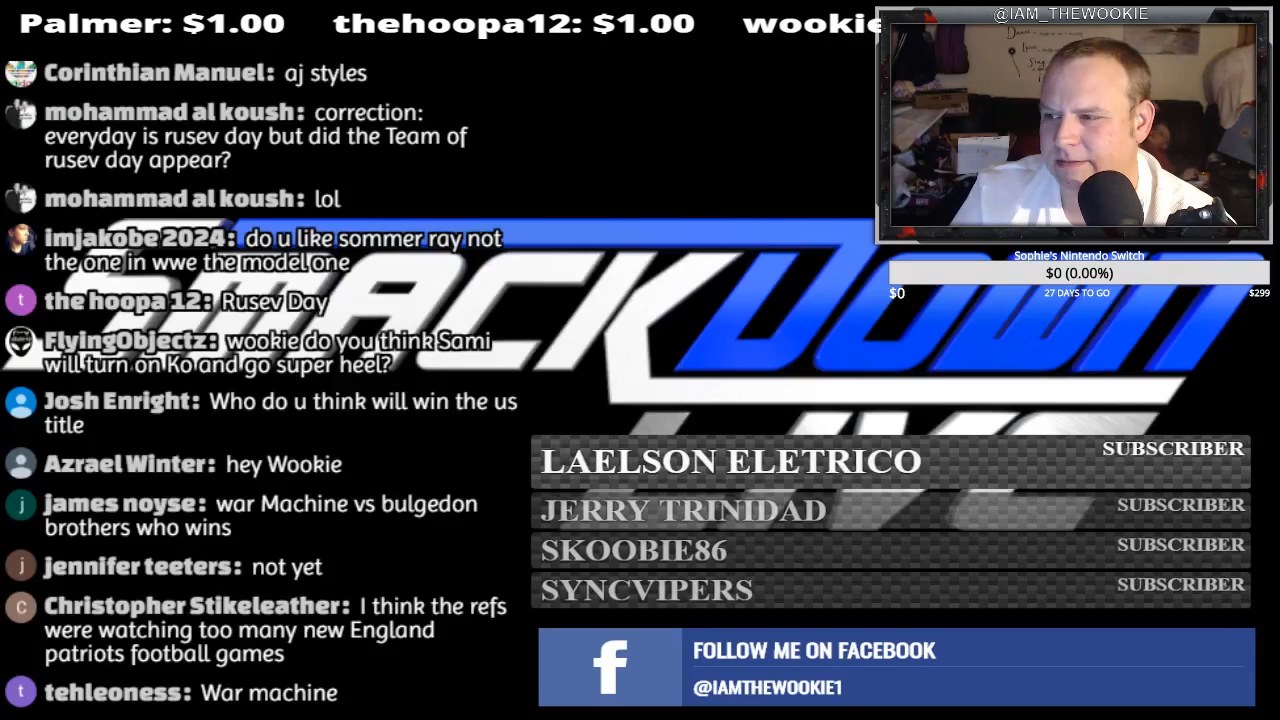 Palmer: $1.00 thehoopa12: $1.00 wookie
@IAM_THEWOOKIE
Corinthian Manuel: aj styles
mohammad al koush: correction:
everyday is rusev day but did the Team of
rusev day appear?
mohammad al koush: lol
imjakobe 2024: do u like sommer ray not
the one in wwe the model one
the hoopa 12: Rusev Day
FlyingObjectz: wookie do you think Sami
will turn on Ko and go super heel?
Josh Enright: Who do u think will win the us
title
Azrael Winter: hey Wookie
james noyse: war Machine vs bulgedon
brothers who wins
jennifer teeters: not yet
Christopher Stikeleather: I think the refs
were watching too many new England
patriots football games
tehleoness: War machine
SMACKDOWN
LIVE
Sophie's Nintendo Switch
$0 (0.00%)
$0 27 DAYS TO GO $299
LAELSON ELETRICO SUBSCRIBER
JERRY TRINIDAD SUBSCRIBER
SKOOBIE86 SUBSCRIBER
SYNCVIPERS SUBSCRIBER
f
FOLLOW ME ON FACEBOOK
@IAMTHEWOOKIE1